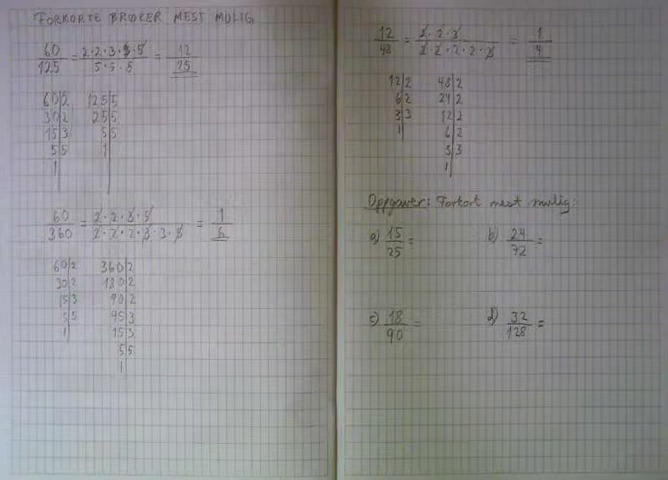 FORKORTE BRØKER MEST MULIG
60/125 = 2·2·3·5·5/5·5·5 = 12/25
60|2 125|5
30|2 25|5
15|3 5|5
5|5 1
1
60/360 = 2·2·3·5/2·2·2·3·3·5 = 1/6
60|2 360|2
30|2 180|2
15|3 90|2
5|5 45|3
1 15|3
5|5
1
12/48 = 2·2·3/2·2·2·2·3 = 1/4
12|2 48|2
6|2 24|2
3|3 12|2
1 6|2
3|3
1
Oppgaver: Forkort mest mulig:
a) 15/25 = b) 24/72 =
c) 18/90 = d) 32/128 =